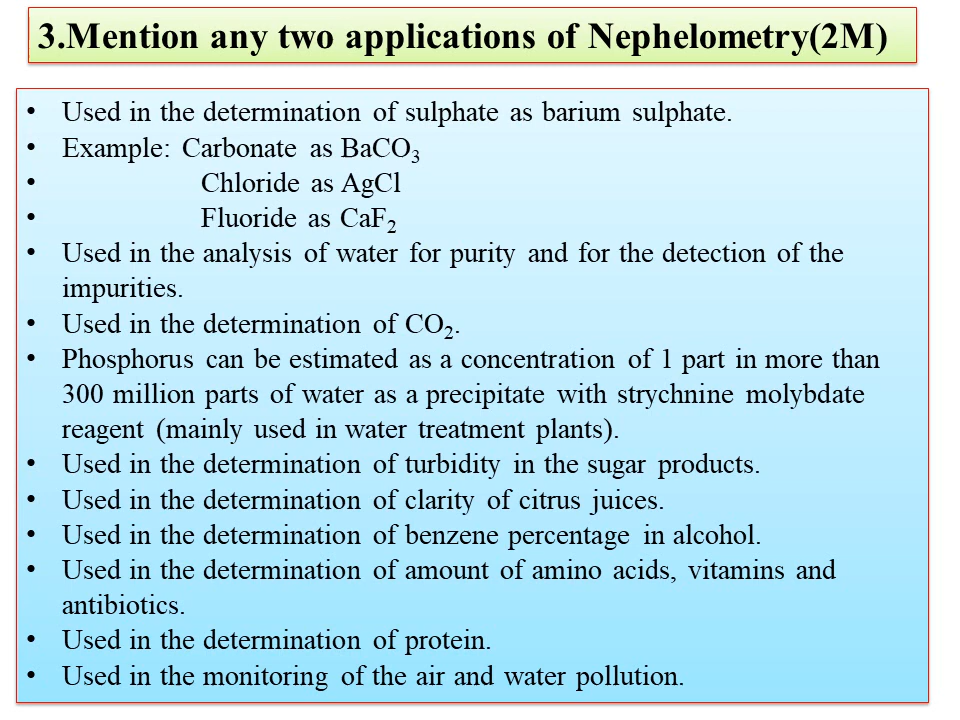 3.Mention any two applications of Nephelometry(2M)
• Used in the determination of sulphate as barium sulphate.
• Example: Carbonate as BaCO₃
• Chloride as AgCl
• Fluoride as CaF₂
• Used in the analysis of water for purity and for the detection of the
impurities.
• Used in the determination of CO₂.
• Phosphorus can be estimated as a concentration of 1 part in more than
300 million parts of water as a precipitate with strychnine molybdate
reagent (mainly used in water treatment plants).
• Used in the determination of turbidity in the sugar products.
• Used in the determination of clarity of citrus juices.
• Used in the determination of benzene percentage in alcohol.
• Used in the determination of amount of amino acids, vitamins and
antibiotics.
• Used in the determination of protein.
• Used in the monitoring of the air and water pollution.